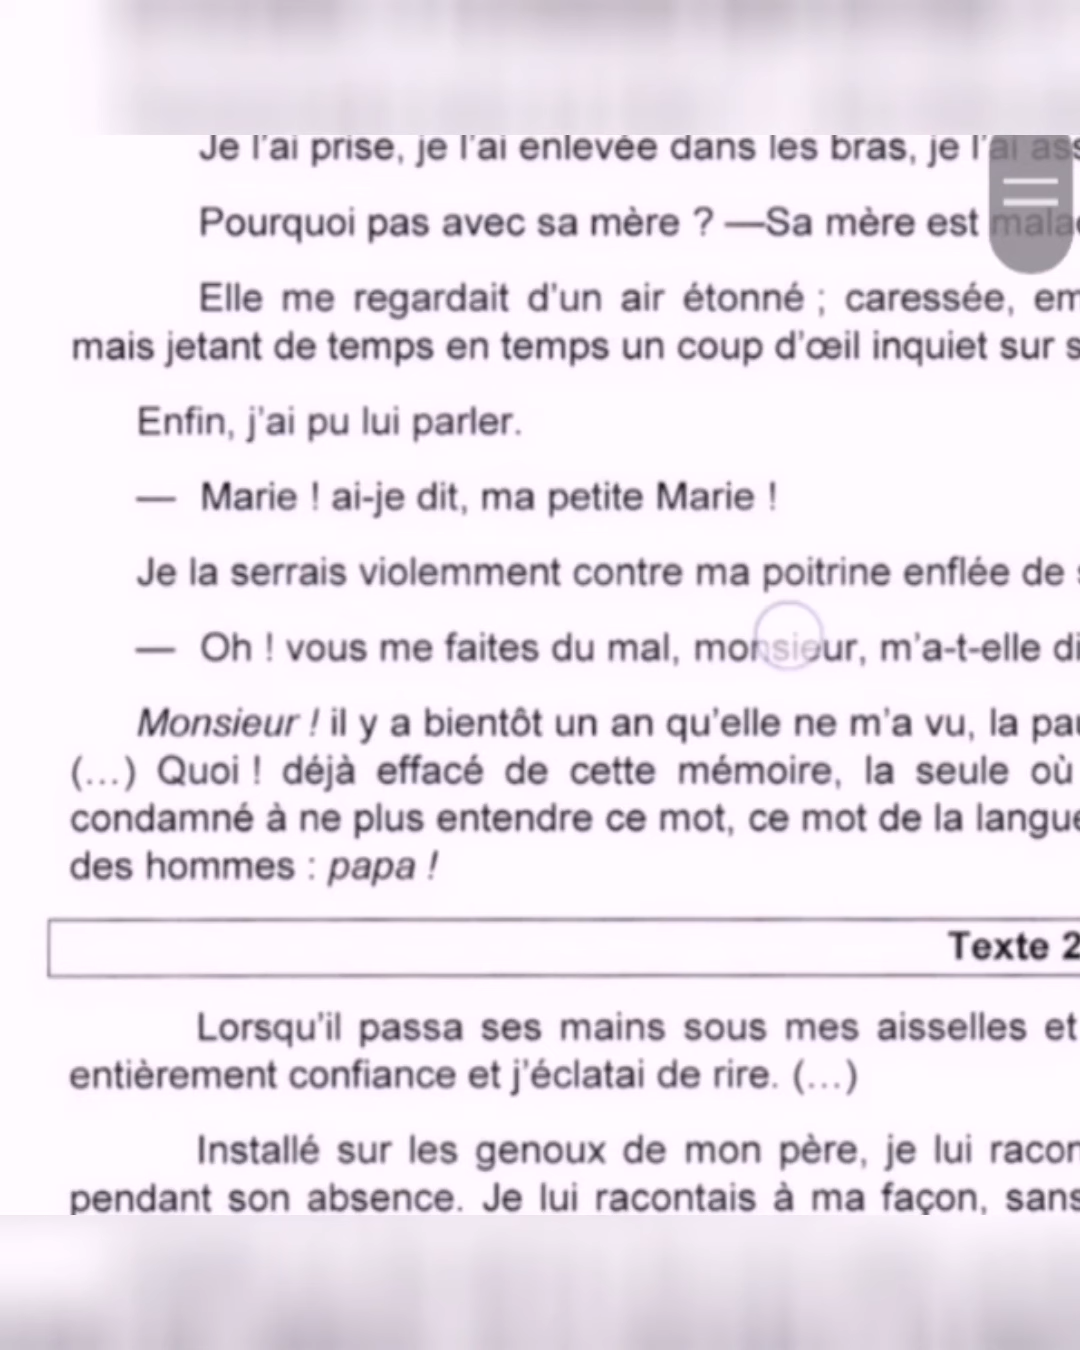 Je l'ai prise, je l'ai enlevée dans les bras, je l'ai
Pourquoi pas avec sa mère ? —Sa mère est
Elle me regardait d'un air étonné ; caressée,
mais jetant de temps en temps un coup d'œil inquiet sur
Enfin, j'ai pu lui parler.
— Marie ! ai-je dit, ma petite Marie !
Je la serrais violemment contre ma poitrine enflée de
— Oh ! vous me faites du mal, monsieur, m'a-t-elle
Monsieur ! il y a bientôt un an qu'elle ne m'a vu, la
(…) Quoi ! déjà effacé de cette mémoire, la seule où
condamné à ne plus entendre ce mot, ce mot de la langue
des hommes : papa !
Texte 2
Lorsqu'il passa ses mains sous mes aisselles et
entièrement confiance et j'éclatai de rire. (…)
Installé sur les genoux de mon père, je lui
pendant son absence. Je lui racontais à ma façon, sans